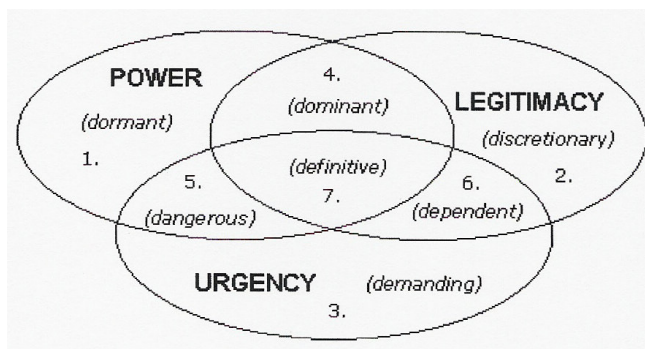 POWER
4.
(dominant)
LEGITIMACY
(dormant)
(discretionary)
1.
(definitive)
5.
7.
6.
2.
(dangerous)
(dependent)
URGENCY
(demanding)
3.